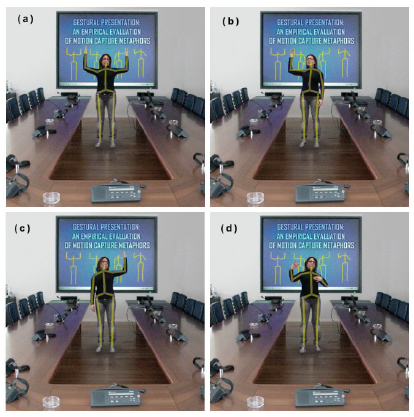 (a)
GESTURAL PRESENTATION:
AN EMPIRICAL EVALUATION
OF MOTION CAPTURE METAPHORS
(b)
GESTURAL PRESENTATION:
AN EMPIRICAL EVALUATION
OF MOTION CAPTURE METAPHORS
(c)
GESTURAL PRESENTATION:
AN EMPIRICAL EVALUATION
OF MOTION CAPTURE METAPHORS
(d)
GESTURAL PRESENTATION:
AN EMPIRICAL EVALUATION
OF MOTION CAPTURE METAPHORS